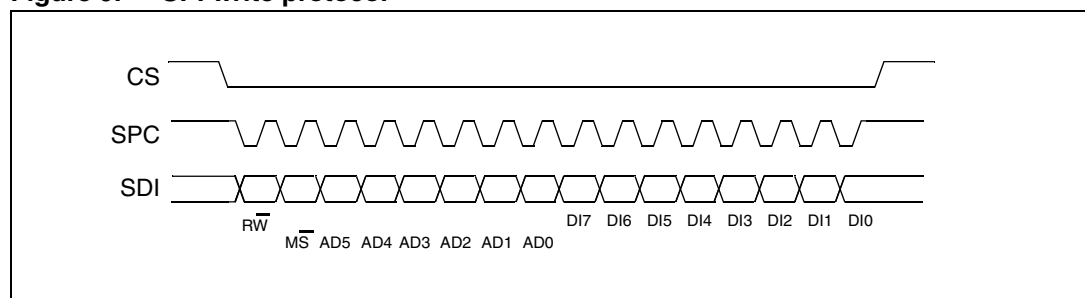 CS
SPC
SDI
RW̅
DI7 DI6 DI5 DI4 DI3 DI2 DI1 DI0
MS̅ AD5 AD4 AD3 AD2 AD1 AD0